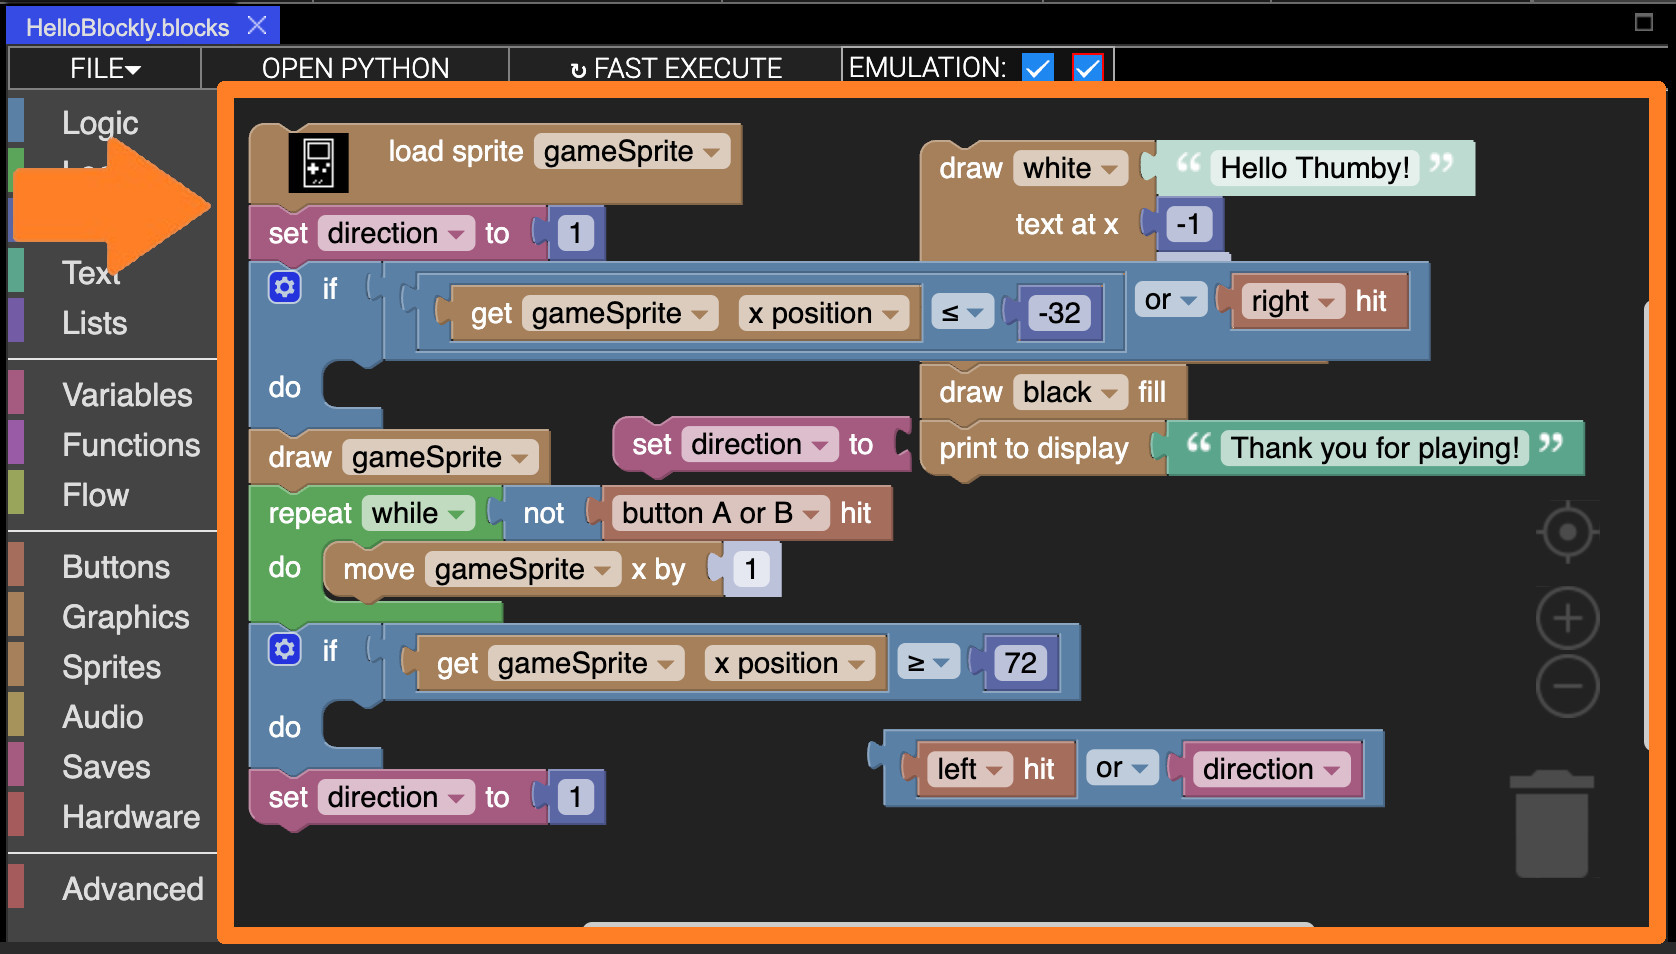 HelloBlockly.blocks
FILE OPEN PYTHON FAST EXECUTE EMULATION:
Logic
Text
Lists
Variables
Functions
Flow
Buttons
Graphics
Sprites
Audio
Saves
Hardware
Advanced
load sprite gameSprite
set direction to 1
if get gameSprite x position ≤ -32 or right hit
do
draw gameSprite
repeat while not button A or B hit
do move gameSprite x by 1
if get gameSprite x position ≥ 72
do
set direction to 1
draw white “ Hello Thumby! ”
text at x -1
draw black fill
print to display “ Thank you for playing! ”
set direction to
left hit or direction